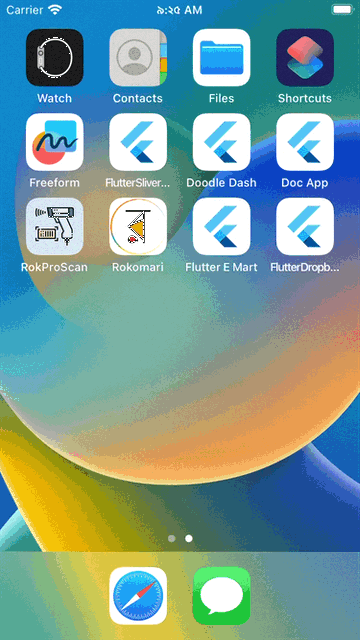 Carrier ৯:২৫ AM
Watch Contacts Files Shortcuts
Freeform FlutterSliver... Doodle Dash Doc App
RokProScan Rokomari Flutter E Mart FlutterDropb...